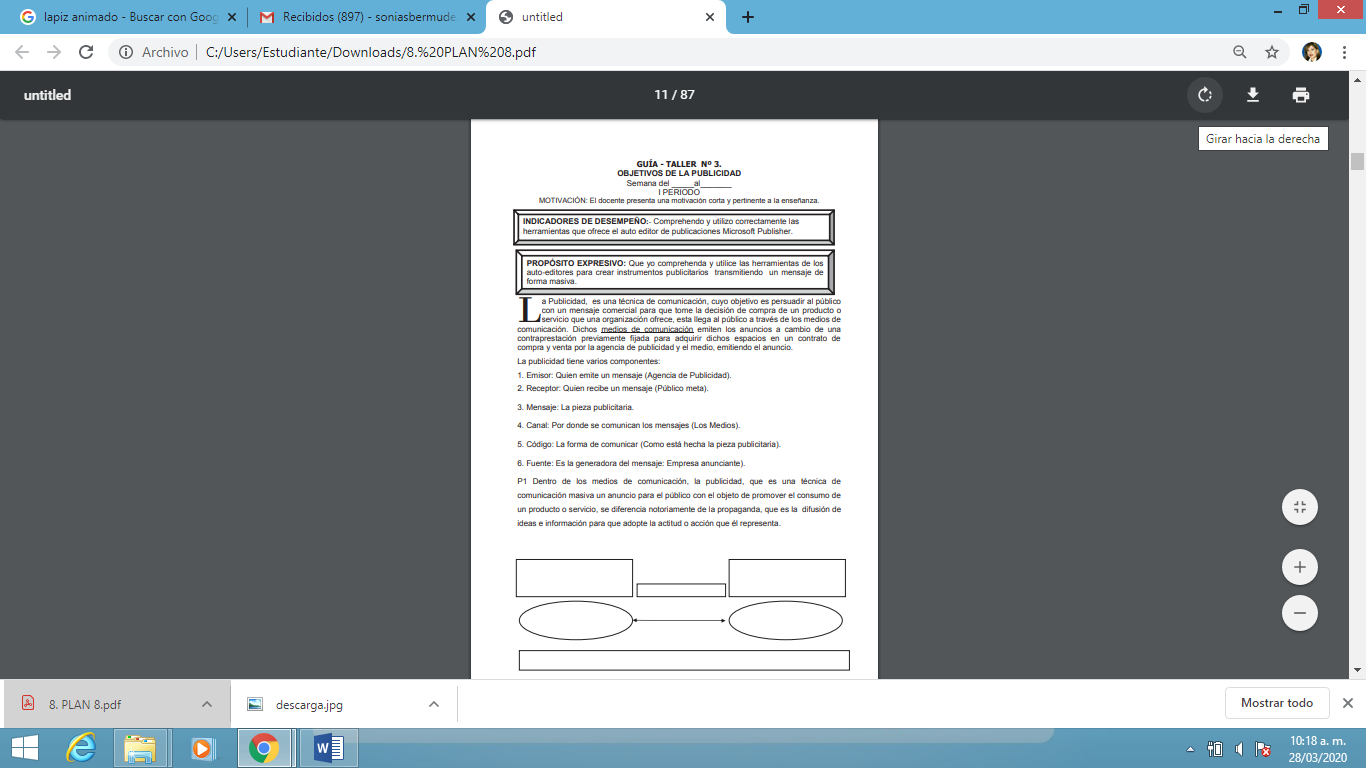 lapiz animado - Buscar con Goog
Recibidos (897) - soniasbermude
untitled
Archivo
C:/Users/Estudiante/Downloads/8.%20PLAN%208.pdf
untitled
11 / 87
Girar hacia la derecha
GUÍA - TALLER Nº 3.
OBJETIVOS DE LA PUBLICIDAD
Semana del _____al_______
I PERIODO
MOTIVACIÓN: El docente presenta una motivación corta y pertinente a la enseñanza.
INDICADORES DE DESEMPEÑO:- Comprehendo y utilizo correctamente las
herramientas que ofrece el auto editor de publicaciones Microsoft Publisher.
PROPÓSITO EXPRESIVO: Que yo comprehenda y utilice las herramientas de los
auto-editores para crear instrumentos publicitarios transmitiendo un mensaje de
forma masiva.
La Publicidad, es una técnica de comunicación, cuyo objetivo es persuadir al público
con un mensaje comercial para que tome la decisión de compra de un producto o
servicio que una organización ofrece, esta llega al público a través de los medios de
comunicación. Dichos medios de comunicación emiten los anuncios a cambio de una
contraprestación previamente fijada para adquirir dichos espacios en un contrato de
compra y venta por la agencia de publicidad y el medio, emitiendo el anuncio.
La publicidad tiene varios componentes:
1. Emisor: Quien emite un mensaje (Agencia de Publicidad).
2. Receptor: Quien recibe un mensaje (Público meta).
3. Mensaje: La pieza publicitaria.
4. Canal: Por donde se comunican los mensajes (Los Medios).
5. Código: La forma de comunicar (Como está hecha la pieza publicitaria).
6. Fuente: Es la generadora del mensaje: Empresa anunciante).
P1 Dentro de los medios de comunicación, la publicidad, que es una técnica de
comunicación masiva un anuncio para el público con el objeto de promover el consumo de
un producto o servicio, se diferencia notoriamente de la propaganda, que es la difusión de
ideas e información para que adopte la actitud o acción que él representa.
8. PLAN 8.pdf
descarga.jpg
Mostrar todo
10:18 a. m.
28/03/2020